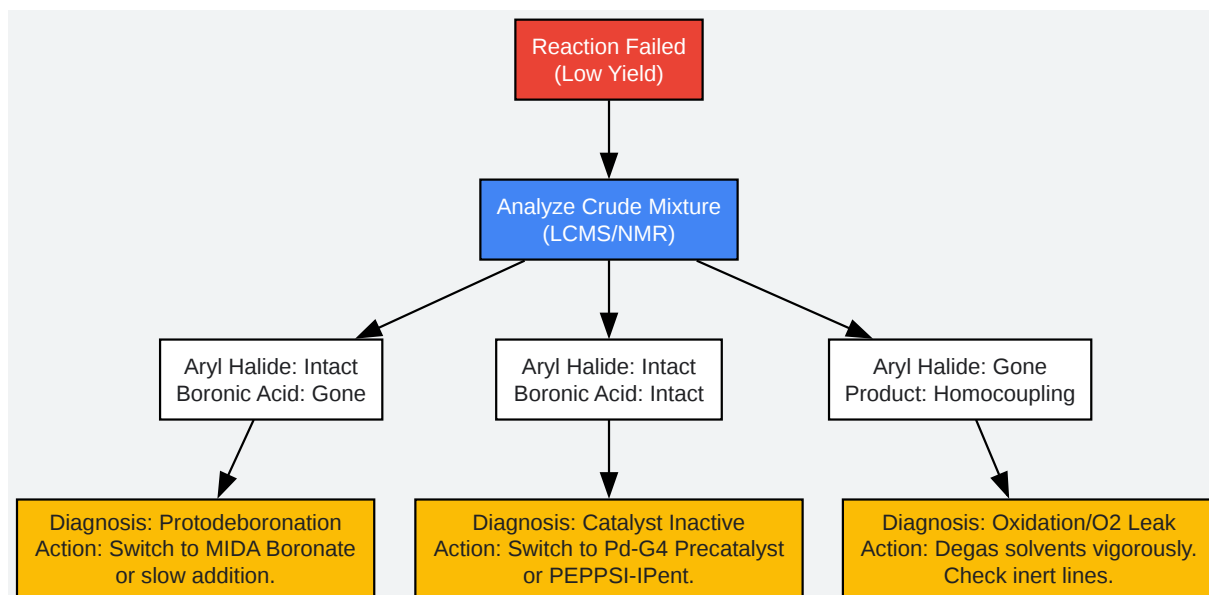 Reaction Failed
(Low Yield)
Analyze Crude Mixture
(LCMS/NMR)
Aryl Halide: Intact
Boronic Acid: Gone
Aryl Halide: Intact
Boronic Acid: Intact
Aryl Halide: Gone
Product: Homocoupling
Diagnosis: Protodeboronation
Action: Switch to MIDA Boronate
or slow addition.
Diagnosis: Catalyst Inactive
Action: Switch to Pd-G4 Precatalyst
or PEPPSI-IPent.
Diagnosis: Oxidation/O2 Leak
Action: Degas solvents vigorously.
Check inert lines.